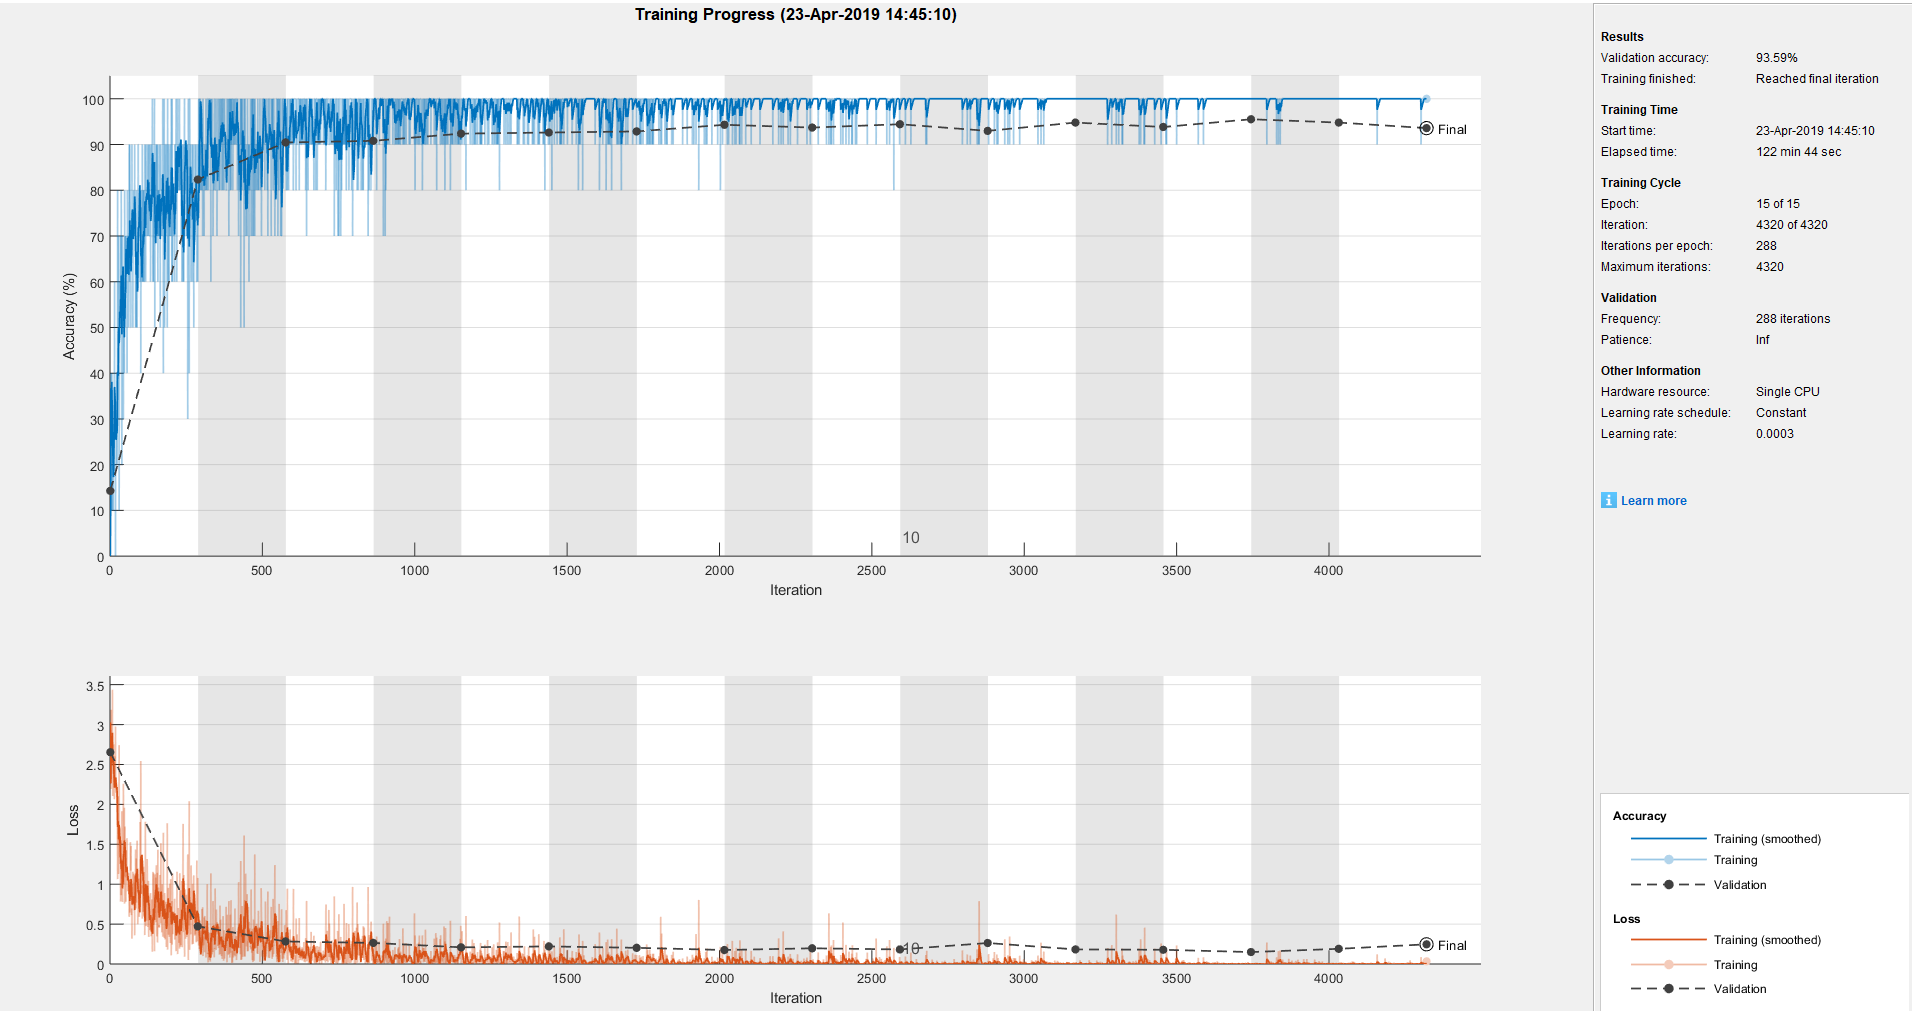 Training Progress (23-Apr-2019 14:45:10)
Accuracy (%)
100
90
80
70
60
50
40
30
20
10
0
Final
10
0 500 1000 1500 2000 2500 3000 3500 4000
Iteration
Loss
3.5
3
2.5
2
1.5
1
0.5
0
Final
10
0 500 1000 1500 2000 2500 3000 3500 4000
Iteration
Results
Validation accuracy: 93.59%
Training finished: Reached final iteration
Training Time
Start time: 23-Apr-2019 14:45:10
Elapsed time: 122 min 44 sec
Training Cycle
Epoch: 15 of 15
Iteration: 4320 of 4320
Iterations per epoch: 288
Maximum iterations: 4320
Validation
Frequency: 288 iterations
Patience: Inf
Other Information
Hardware resource: Single CPU
Learning rate schedule: Constant
Learning rate: 0.0003
i Learn more
Accuracy
Training (smoothed)
Training
Validation
Loss
Training (smoothed)
Training
Validation